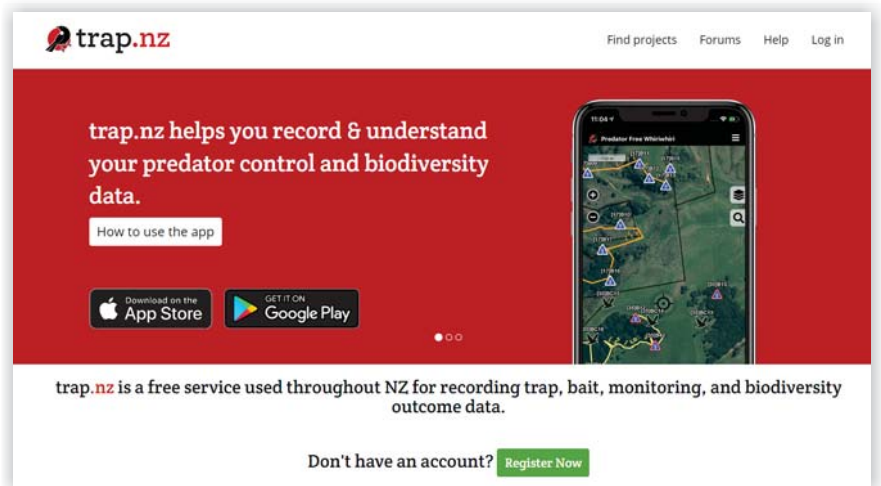 trap.nz
Find projects Forums Help Log in
trap.nz helps you record & understand
your predator control and biodiversity
data.
How to use the app
Download on the
App Store
GET IT ON
Google Play
11:04
Predator Free Whiriwhiri
trap.nz is a free service used throughout NZ for recording trap, bait, monitoring, and biodiversity
outcome data.
Don't have an account? Register Now